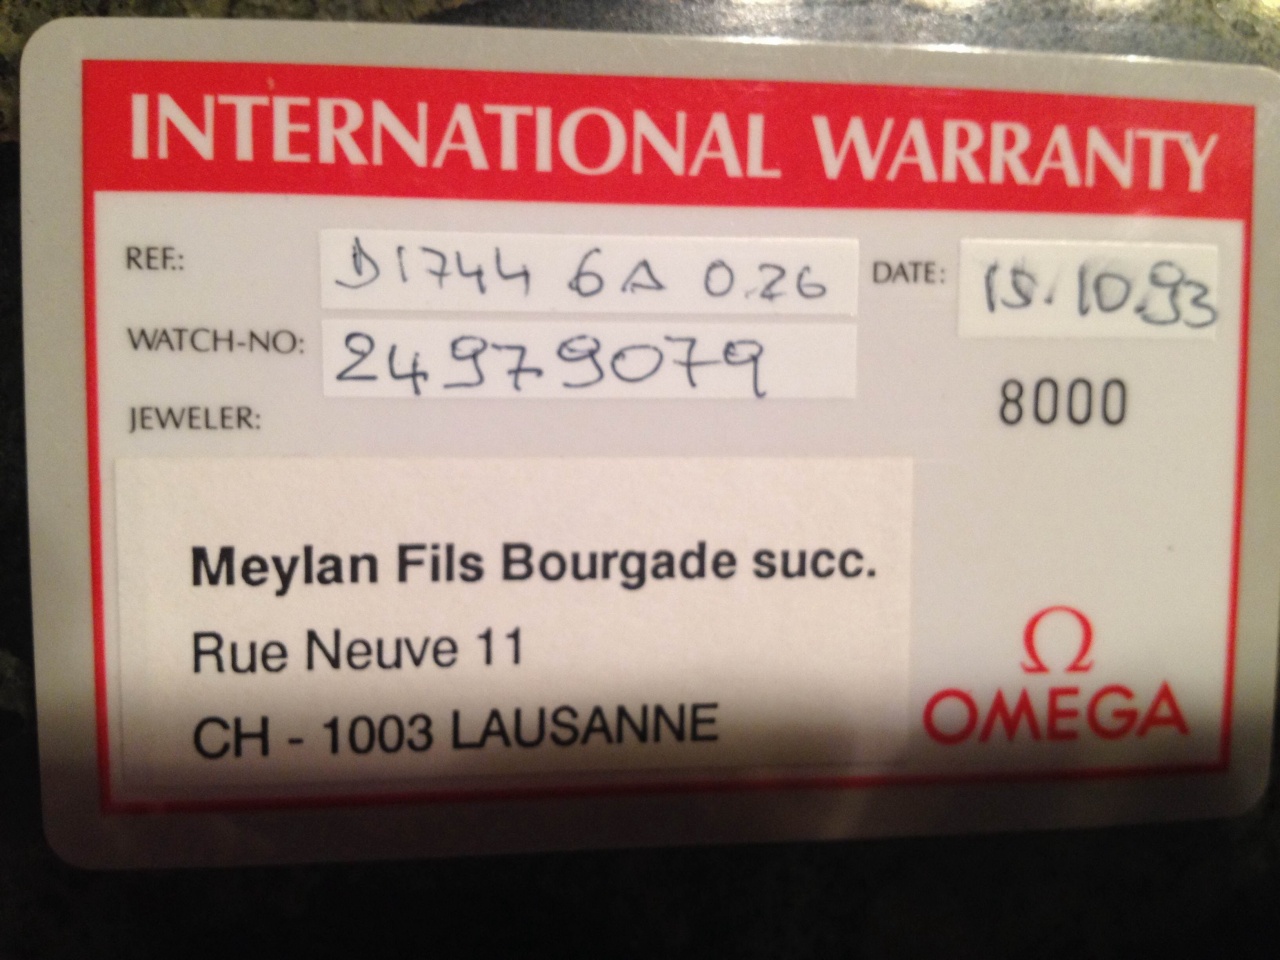 INTERNATIONAL WARRANTY
REF.: D1744 6A 0.26 DATE: 15.10.93
WATCH-NO: 24979079
8000
JEWELER:
Meylan Fils Bourgade succ.
Rue Neuve 11
CH - 1003 LAUSANNE
Ω
OMEGA